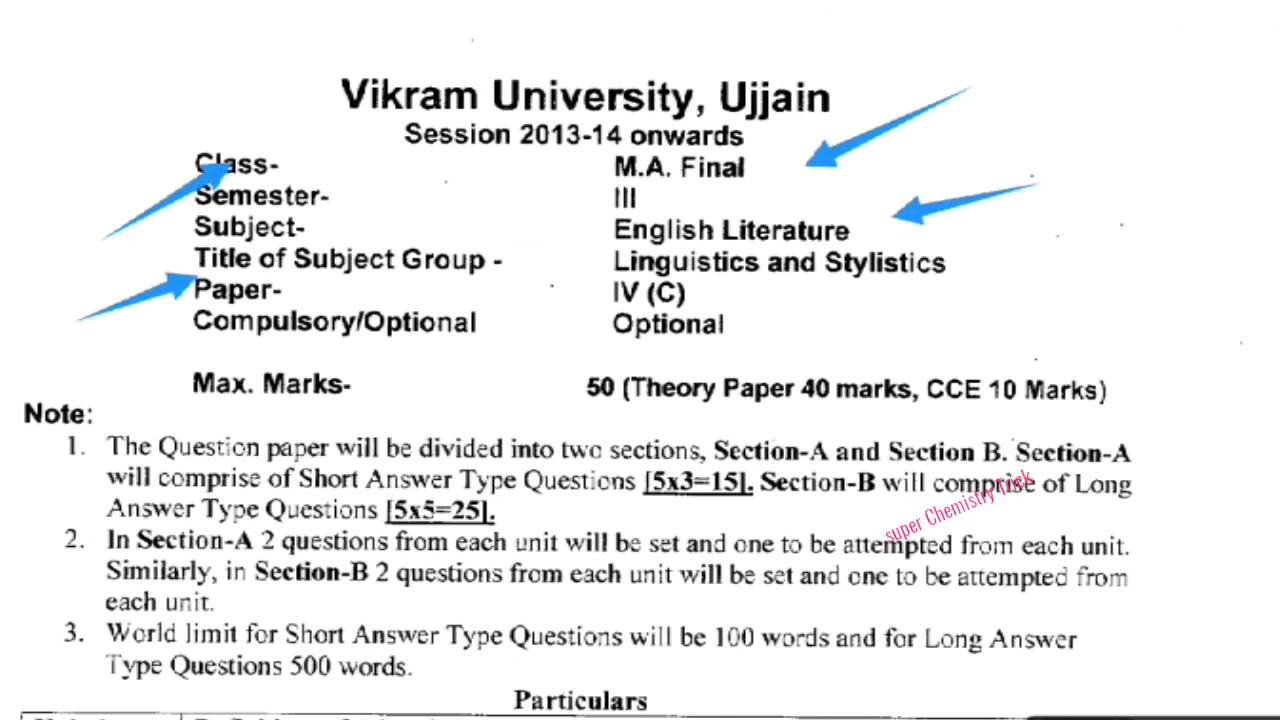 Vikram University, Ujjain
Session 2013-14 onwards
Class- M.A. Final
Semester- III
Subject- English Literature
Title of Subject Group - Linguistics and Stylistics
Paper- IV (C)
Compulsory/Optional Optional
Max. Marks- 50 (Theory Paper 40 marks, CCE 10 Marks)
Note:
1. The Question paper will be divided into two sections, Section-A and Section B. Section-A
will comprise of Short Answer Type Questions [5x3=15]. Section-B will comprise of Long
Answer Type Questions [5x5=25].
super Chemistry Trick
2. In Section-A 2 questions from each unit will be set and one to be attempted from each unit.
Similarly, in Section-B 2 questions from each unit will be set and one to be attempted from
each unit.
3. World limit for Short Answer Type Questions will be 100 words and for Long Answer
Type Questions 500 words.
Particulars